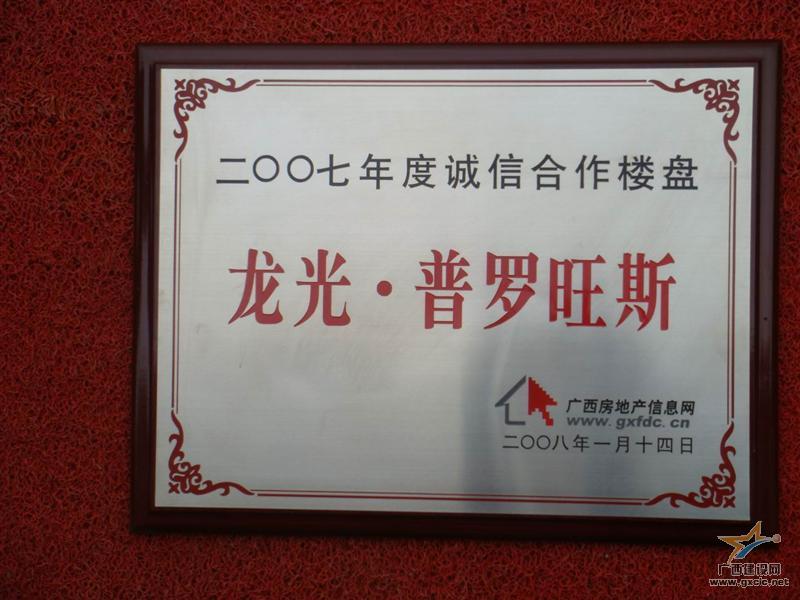 二〇〇七年度诚信合作楼盘
龙光·普罗旺斯
广西房地产信息网
www.gxfdc.cn
二〇〇八年一月十四日
广西建设网
www.gxcic.net